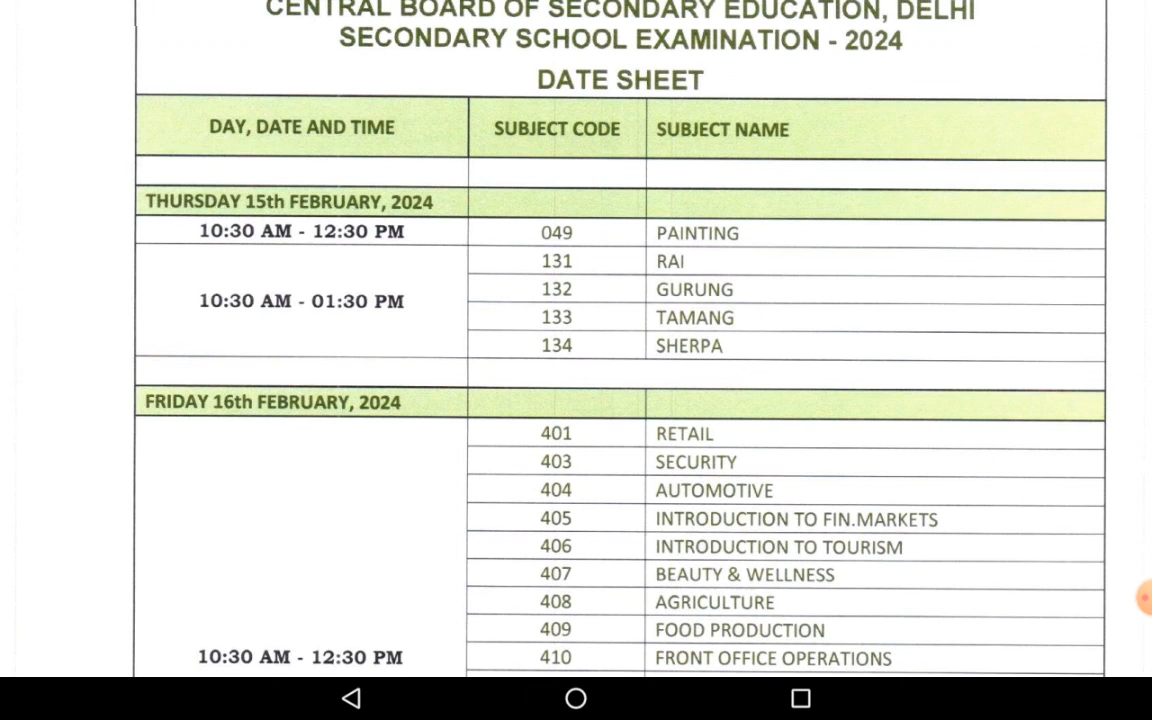 CENTRAL BOARD OF SECONDARY EDUCATION, DELHI
SECONDARY SCHOOL EXAMINATION - 2024
DATE SHEET
DAY, DATE AND TIME SUBJECT CODE SUBJECT NAME
THURSDAY 15th FEBRUARY, 2024
10:30 AM - 12:30 PM 049 PAINTING
131 RAI
132 GURUNG
10:30 AM - 01:30 PM
133 TAMANG
134 SHERPA
FRIDAY 16th FEBRUARY, 2024
401 RETAIL
403 SECURITY
404 AUTOMOTIVE
405 INTRODUCTION TO FIN.MARKETS
406 INTRODUCTION TO TOURISM
407 BEAUTY & WELLNESS
408 AGRICULTURE
409 FOOD PRODUCTION
10:30 AM - 12:30 PM 410 FRONT OFFICE OPERATIONS